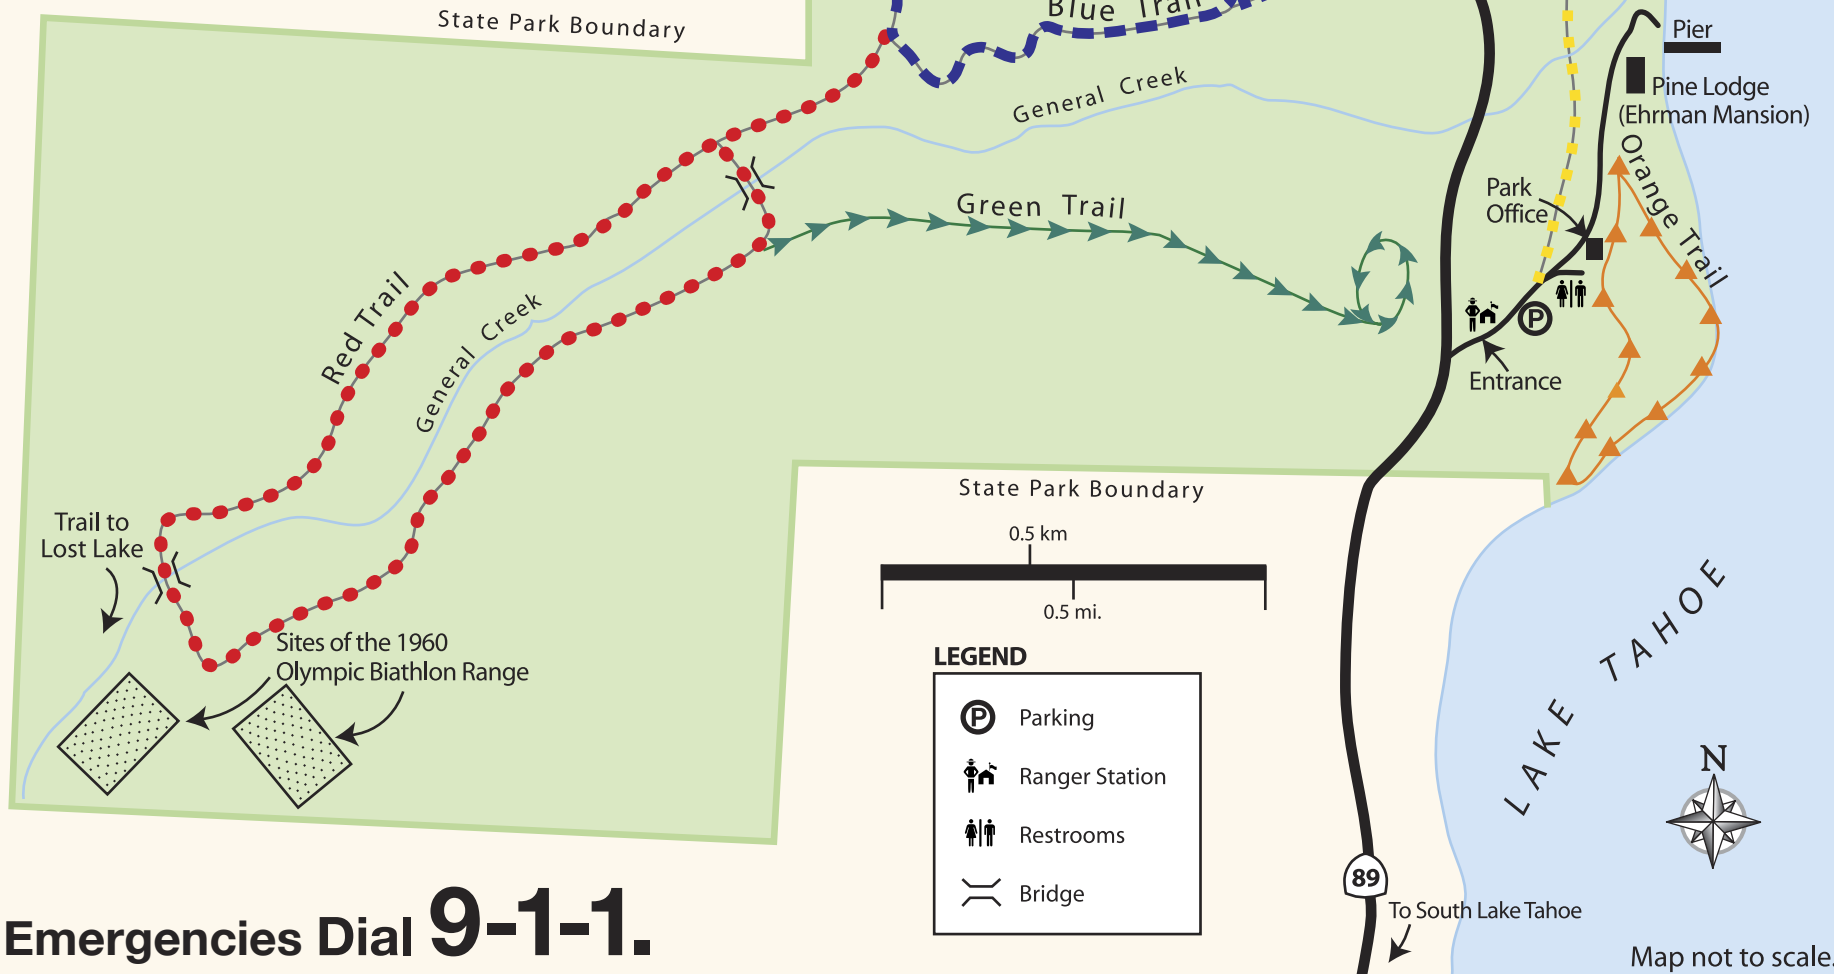 State Park Boundary
Blue Trail
Pier
Pine Lodge
(Ehrman Mansion)
General Creek
Orange Trail
Park
Office
Green Trail
Red Trail
General Creek
P
Entrance
State Park Boundary
Trail to
Lost Lake
0.5 km
0.5 mi.
Sites of the 1960
Olympic Biathlon Range
LAKE TAHOE
LEGEND
P Parking
Ranger Station
Restrooms
Bridge
N
89
To South Lake Tahoe
Emergencies Dial 9-1-1.
Map not to scale.